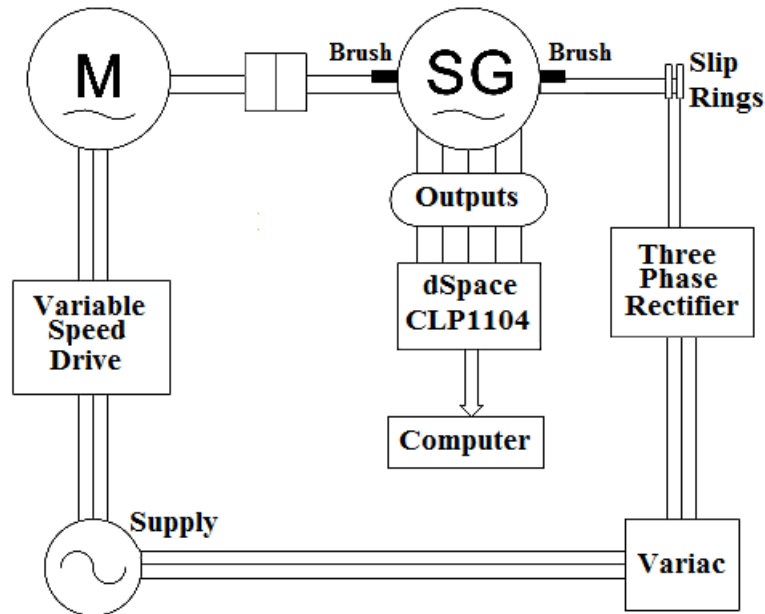 M
Brush
SG
Brush
Slip
Rings
Outputs
Variable
Speed
Drive
dSpace
CLP1104
Three
Phase
Rectifier
Computer
Supply
Variac